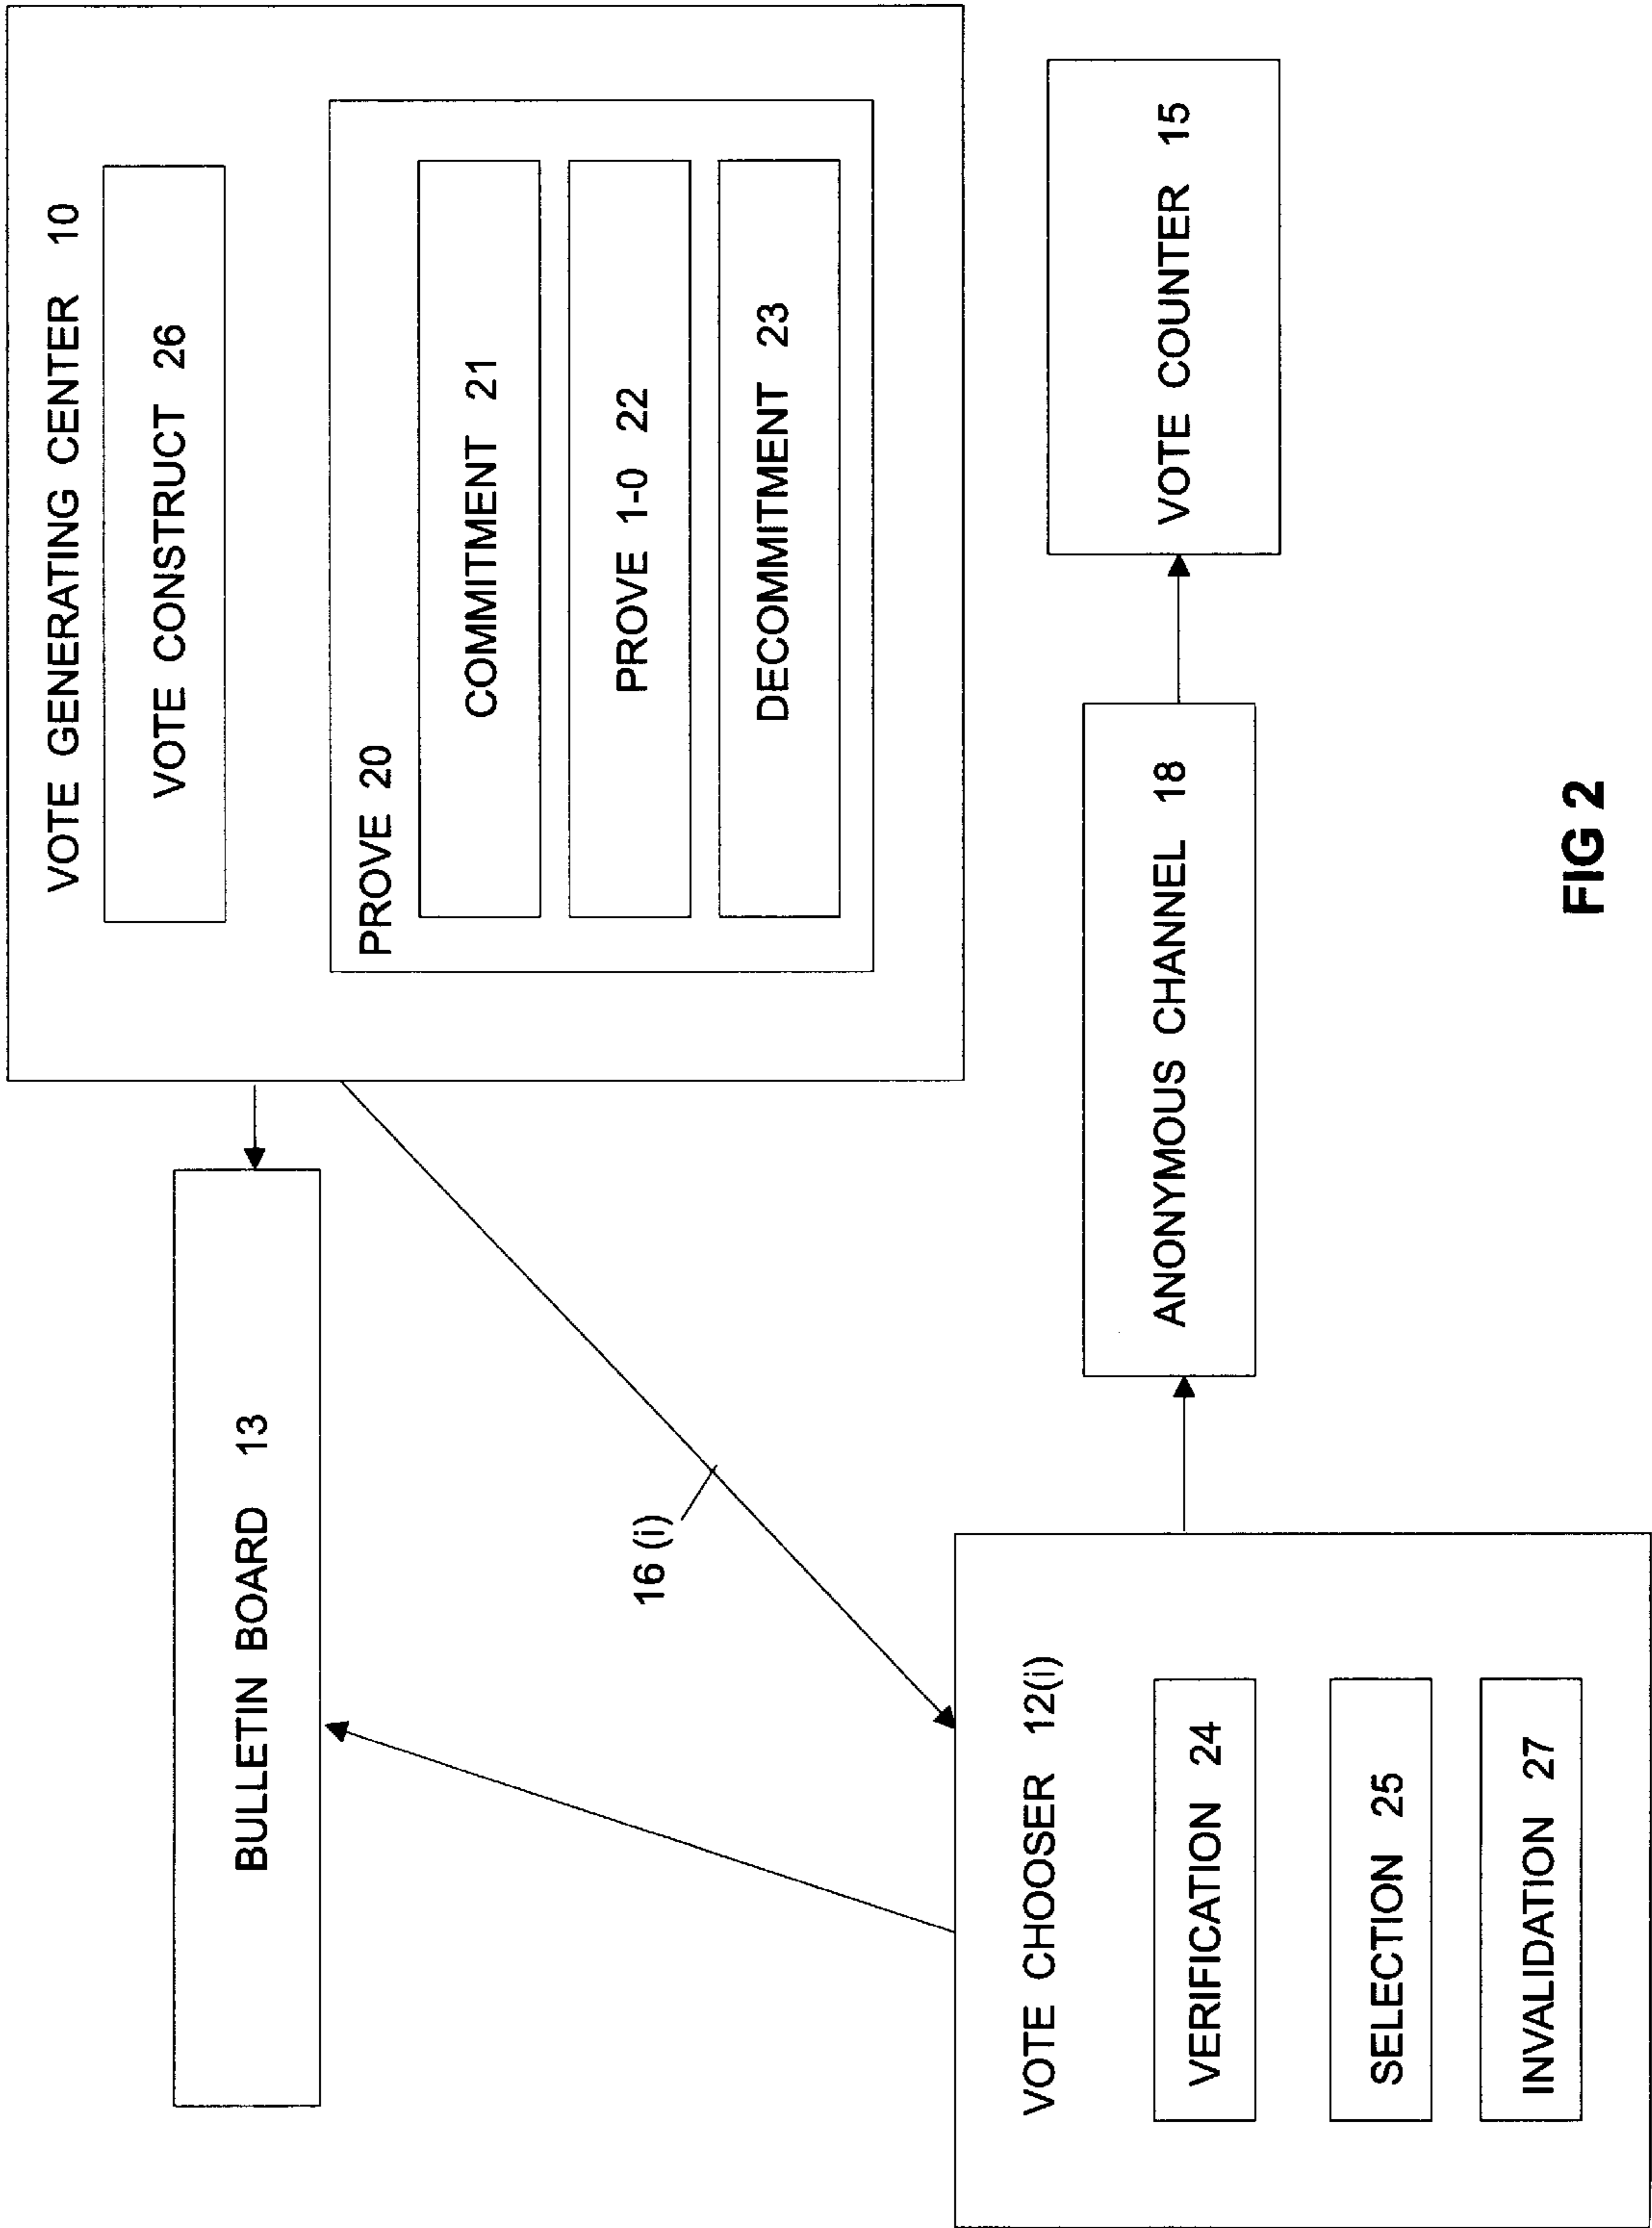 VOTE GENERATING CENTER 10
VOTE CONSTRUCT 26
PROVE 20
COMMITMENT 21
PROVE 1-0 22
DECOMMITMENT 23
BULLETIN BOARD 13
16 (i)
VOTE CHOOSER 12(i)
VERIFICATION 24
SELECTION 25
INVALIDATION 27
ANONYMOUS CHANNEL 18
VOTE COUNTER 15
FIG 2